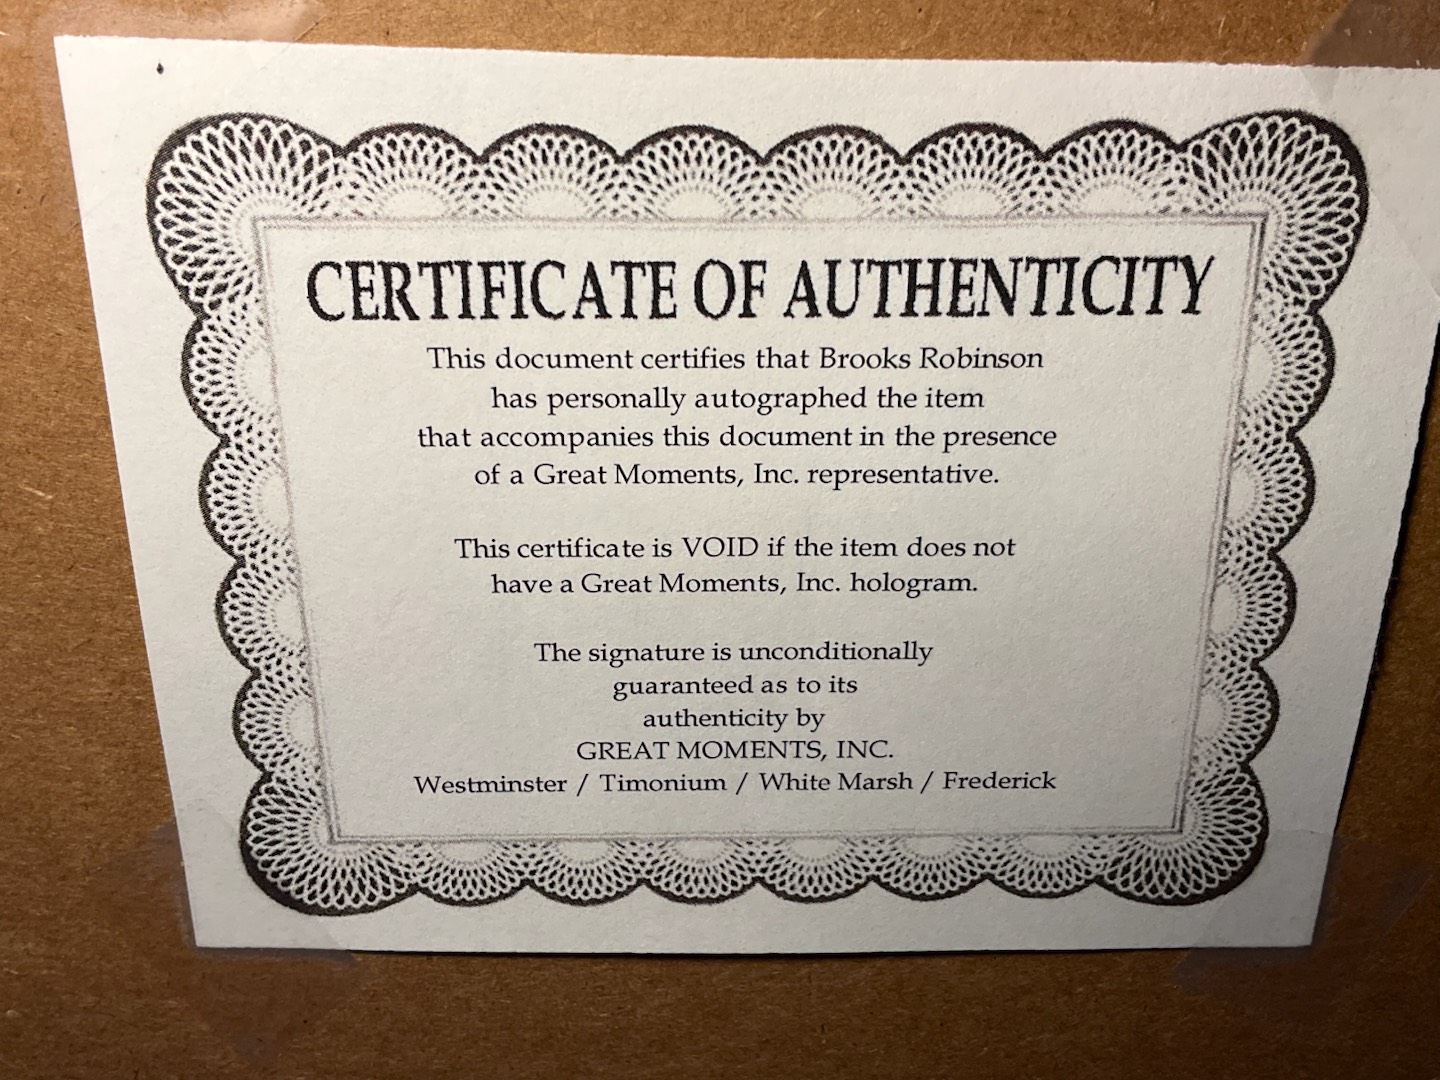 CERTIFICATE OF AUTHENTICITY
This document certifies that Brooks Robinson
has personally autographed the item
that accompanies this document in the presence
of a Great Moments, Inc. representative.
This certificate is VOID if the item does not
have a Great Moments, Inc. hologram.
The signature is unconditionally
guaranteed as to its
authenticity by
GREAT MOMENTS, INC.
Westminster / Timonium / White Marsh / Frederick